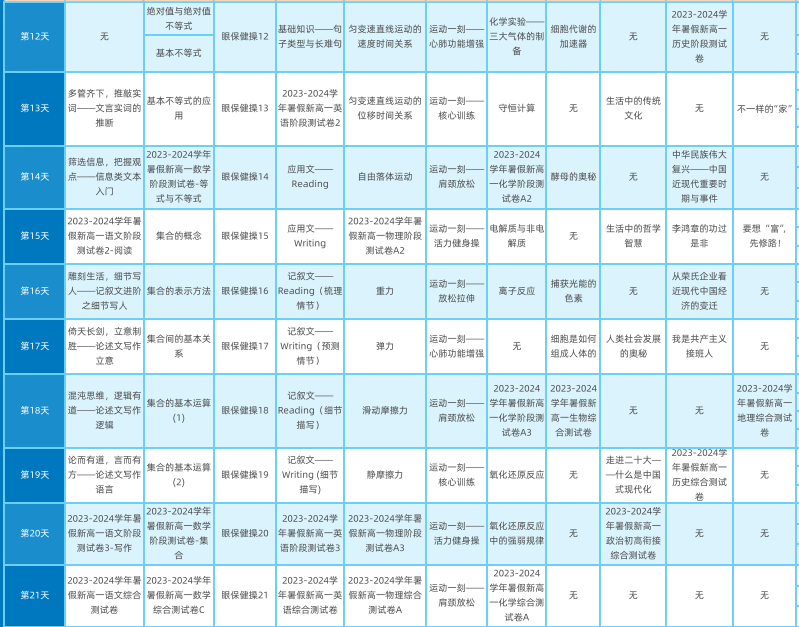 第12天
无
绝对值与绝对值
不等式
基本不等式
眼保健操12
基础知识——句
子类型与长难句
匀变速直线运动的
速度时间关系
运动一刻——
心肺功能增强
化学实验——
三大气体的制
备
细胞代谢的
加速器
无
2023-2024学
年暑假新高一
历史阶段测试
卷
无
第13天
多管齐下，推敲实
词——文言实词的
推断
基本不等式的应
用
眼保健操13
2023-2024学
年暑假新高一英
语阶段测试卷2
匀变速直线运动的
位移时间关系
运动一刻——
核心训练
守恒计算
无
生活中的传统
文化
无
不一样的“家”
第14天
筛选信息，把握观
点——信息类文本
入门
2023-2024学年
暑假新高一数学
阶段测试卷-等
式与不等式
眼保健操14
应用文——
Reading
自由落体运动
运动一刻——
肩颈放松
2023-2024
学年暑假新高
一化学阶段测
试卷A2
酵母的奥秘
无
中华民族伟大
复兴——中国
近现代重要时
期与事件
无
第15天
2023-2024学年暑
假新高一语文阶段
测试卷2-阅读
集合的概念
眼保健操15
应用文——
Writing
2023-2024学年暑
假新高一物理阶段
测试卷A2
运动一刻——
活力健身操
电解质与非电
解质
无
生活中的哲学
智慧
李鸿章的功过
是非
要想“富”，
先修路！
第16天
雕刻生活，细节写
人——记叙文进阶
之细节写人
集合的表示方法
眼保健操16
记叙文——
Reading（梳理
情节）
重力
运动一刻——
放松拉伸
离子反应
捕获光能的
色素
无
从荣氏企业看
近现代中国经
济的变迁
无
第17天
倚天长剑，立意制
胜——论述文写作
立意
集合间的基本关
系
眼保健操17
记叙文——
Writing（预测
情节）
弹力
运动一刻——
心肺功能增强
无
细胞是如何
组成人体的
人类社会发展
的奥秘
我是共产主义
接班人
无
第18天
混沌思维，逻辑有
道——论述文写作
逻辑
集合的基本运算
(1)
眼保健操18
记叙文——
Reading（细节
描写）
滑动摩擦力
运动一刻——
肩颈放松
2023-2024
学年暑假新高
一化学阶段测
试卷A3
2023-2024
学年暑假新
高一生物综
合测试卷
无
无
2023-2024学
年暑假新高一
地理综合测试
卷
第19天
论而有道，言而有
方——论述文写作
语言
集合的基本运算
(2)
眼保健操19
记叙文——
Writing (细节
描写)
静摩擦力
运动一刻——
核心训练
氧化还原反应
无
走进二十大—
—什么是中国
式现代化
2023-2024学
年暑假新高一
历史综合测试
卷
无
第20天
2023-2024学年暑
假新高一语文阶段
测试卷3-写作
2023-2024学年
暑假新高一数学
阶段测试卷-集
合
眼保健操20
2023-2024学
年暑假新高一英
语阶段测试卷3
2023-2024学年暑
假新高一物理阶段
测试卷A3
运动一刻——
活力健身操
氧化还原反应
中的强弱规律
无
2023-2024学
年暑假新高一
政治初高衔接
综合测试卷
无
无
第21天
2023-2024学年暑
假新高一语文综合
测试卷
2023-2024学年
暑假新高一数学
综合测试卷C
眼保健操21
2023-2024学
年暑假新高一英
语综合测试卷
2023-2024学年暑
假新高一物理综合
测试卷A
运动一刻——
肩颈放松
2023-2024
学年暑假新高
一化学综合测
试卷A
无
无
无
无